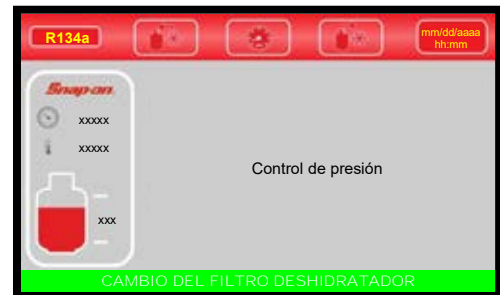 R134a
mm/dd/aaaa
hh:mm
Snap-on
xxxxx
xxxxx
Control de presión
xxx
CAMBIO DEL FILTRO DESHIDRATADOR